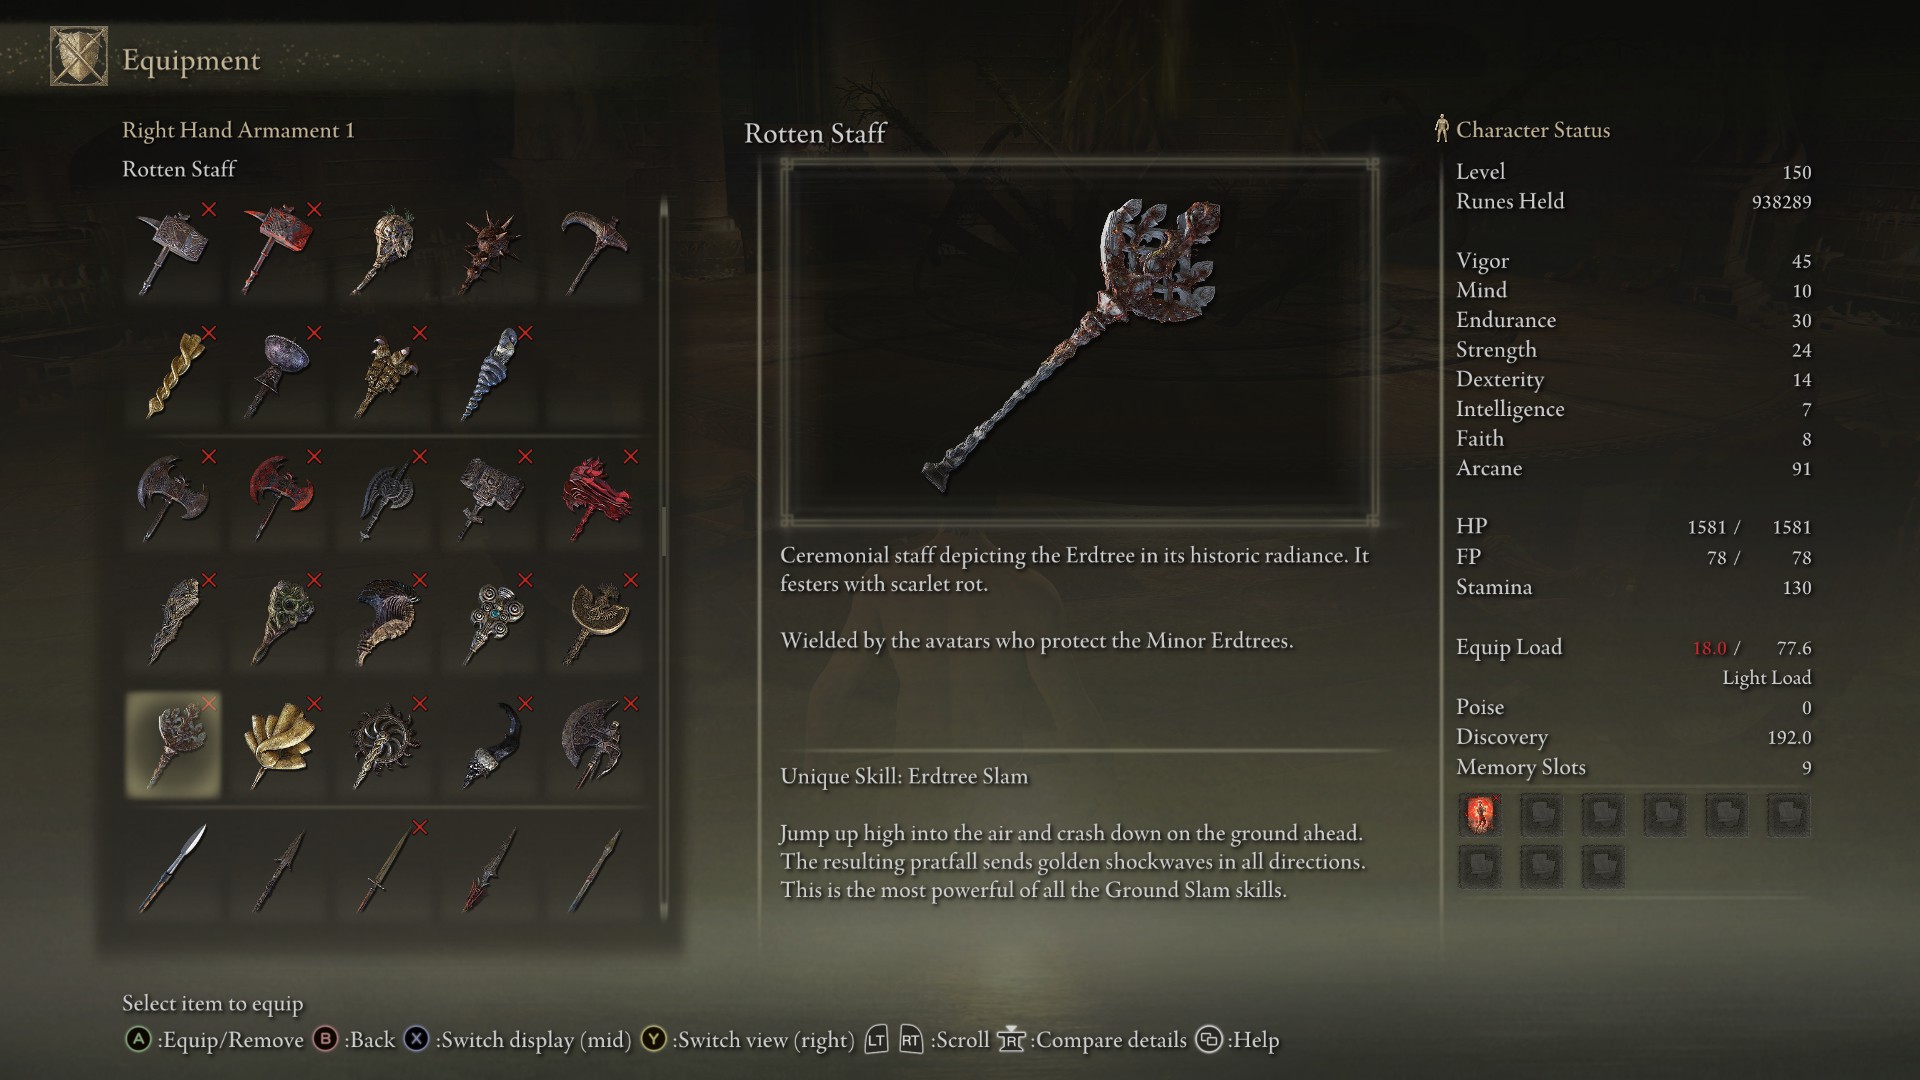 Equipment
Right Hand Armament 1
Rotten Staff
Rotten Staff
Ceremonial staff depicting the Erdtree in its historic radiance. It
festers with scarlet rot.
Wielded by the avatars who protect the Minor Erdtrees.
Unique Skill: Erdtree Slam
Jump up high into the air and crash down on the ground ahead.
The resulting pratfall sends golden shockwaves in all directions.
This is the most powerful of all the Ground Slam skills.
Character Status
Level 150
Runes Held 938289
Vigor 45
Mind 10
Endurance 30
Strength 24
Dexterity 14
Intelligence 7
Faith 8
Arcane 91
HP 1581 / 1581
FP 78 / 78
Stamina 130
Equip Load 18.0 / 77.6
Light Load
Poise 0
Discovery 192.0
Memory Slots 9
Select item to equip
A :Equip/Remove B :Back X :Switch display (mid) Y :Switch view (right) LT RT :Scroll R :Compare details :Help